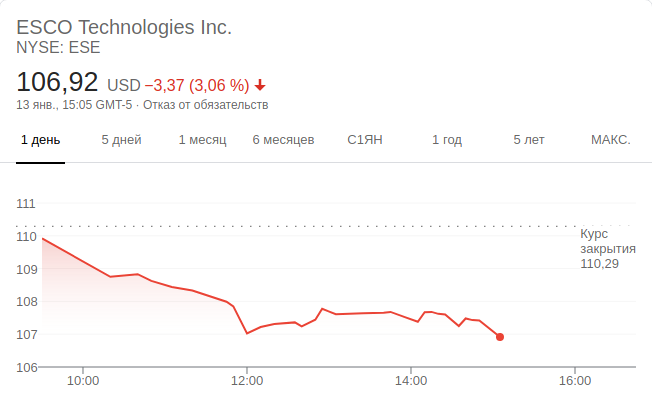 ESCO Technologies Inc.
NYSE: ESE
106,92 USD −3,37 (3,06 %)
13 янв., 15:05 GMT-5 · Отказ от обязательств
1 день 5 дней 1 месяц 6 месяцев С1ЯН 1 год 5 лет МАКС.
111
110
109
108
107
106
Курс
закрытия
110,29
10:00 12:00 14:00 16:00